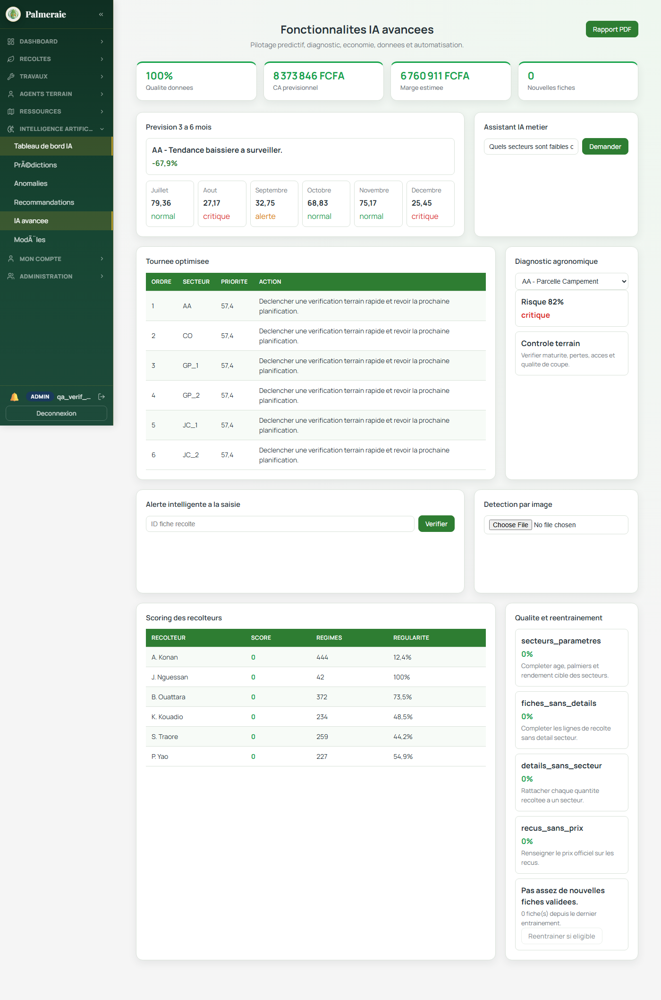 Palmeraie
«
DASHBOARD
RECOLTES
TRAVAUX
AGENTS TERRAIN
RESSOURCES
INTELLIGENCE ARTIFIC...
Tableau de bord IA
PrÃ©dictions
Anomalies
Recommandations
IA avancee
ModÃ¨les
MON COMPTE
ADMINISTRATION
ADMIN qa_verif_...
Deconnexion
Fonctionnalites IA avancees
Pilotage predictif, diagnostic, economie, donnees et automatisation.
Rapport PDF
100%
Qualite donnees
8 373 846 FCFA
CA previsionnel
6 760 911 FCFA
Marge estimee
0
Nouvelles fiches
Prevision 3 a 6 mois
AA - Tendance baissiere a surveiller.
-67,9%
Juillet
79,36
normal
Aout
27,17
critique
Septembre
32,75
alerte
Octobre
68,83
normal
Novembre
75,17
normal
Decembre
25,45
critique
Assistant IA metier
Quels secteurs sont faibles c
Demander
Tournee optimisee
ORDRE SECTEUR PRIORITE ACTION
1 AA 57,4 Declencher une verification terrain rapide et revoir la prochaine
planification.
2 CO 57,4 Declencher une verification terrain rapide et revoir la prochaine
planification.
3 GP_1 57,4 Declencher une verification terrain rapide et revoir la prochaine
planification.
4 GP_2 57,4 Declencher une verification terrain rapide et revoir la prochaine
planification.
5 JC_1 57,4 Declencher une verification terrain rapide et revoir la prochaine
planification.
6 JC_2 57,4 Declencher une verification terrain rapide et revoir la prochaine
planification.
Diagnostic agronomique
AA - Parcelle Campement
Risque 82%
critique
Controle terrain
Verifier maturite, pertes, acces et
qualite de coupe.
Alerte intelligente a la saisie
ID fiche recolte
Verifier
Detection par image
Choose File No file chosen
Scoring des recolteurs
RECOLTEUR SCORE REGIMES REGULARITE
A. Konan 0 444 12,4%
J. Nguessan 0 42 100%
B. Ouattara 0 372 73,5%
K. Kouadio 0 234 48,5%
S. Traore 0 259 44,2%
P. Yao 0 227 54,9%
Qualite et reentrainement
secteurs_parametres
0%
Completer age, palmiers et
rendement cible des secteurs.
fiches_sans_details
0%
Completer les lignes de recolte
sans detail secteur.
details_sans_secteur
0%
Rattacher chaque quantite
recoltee a un secteur.
recus_sans_prix
0%
Renseigner le prix officiel sur les
recus.
Pas assez de nouvelles
fiches validees.
0 fiche(s) depuis le dernier
entrainement.
Reentrainer si eligible